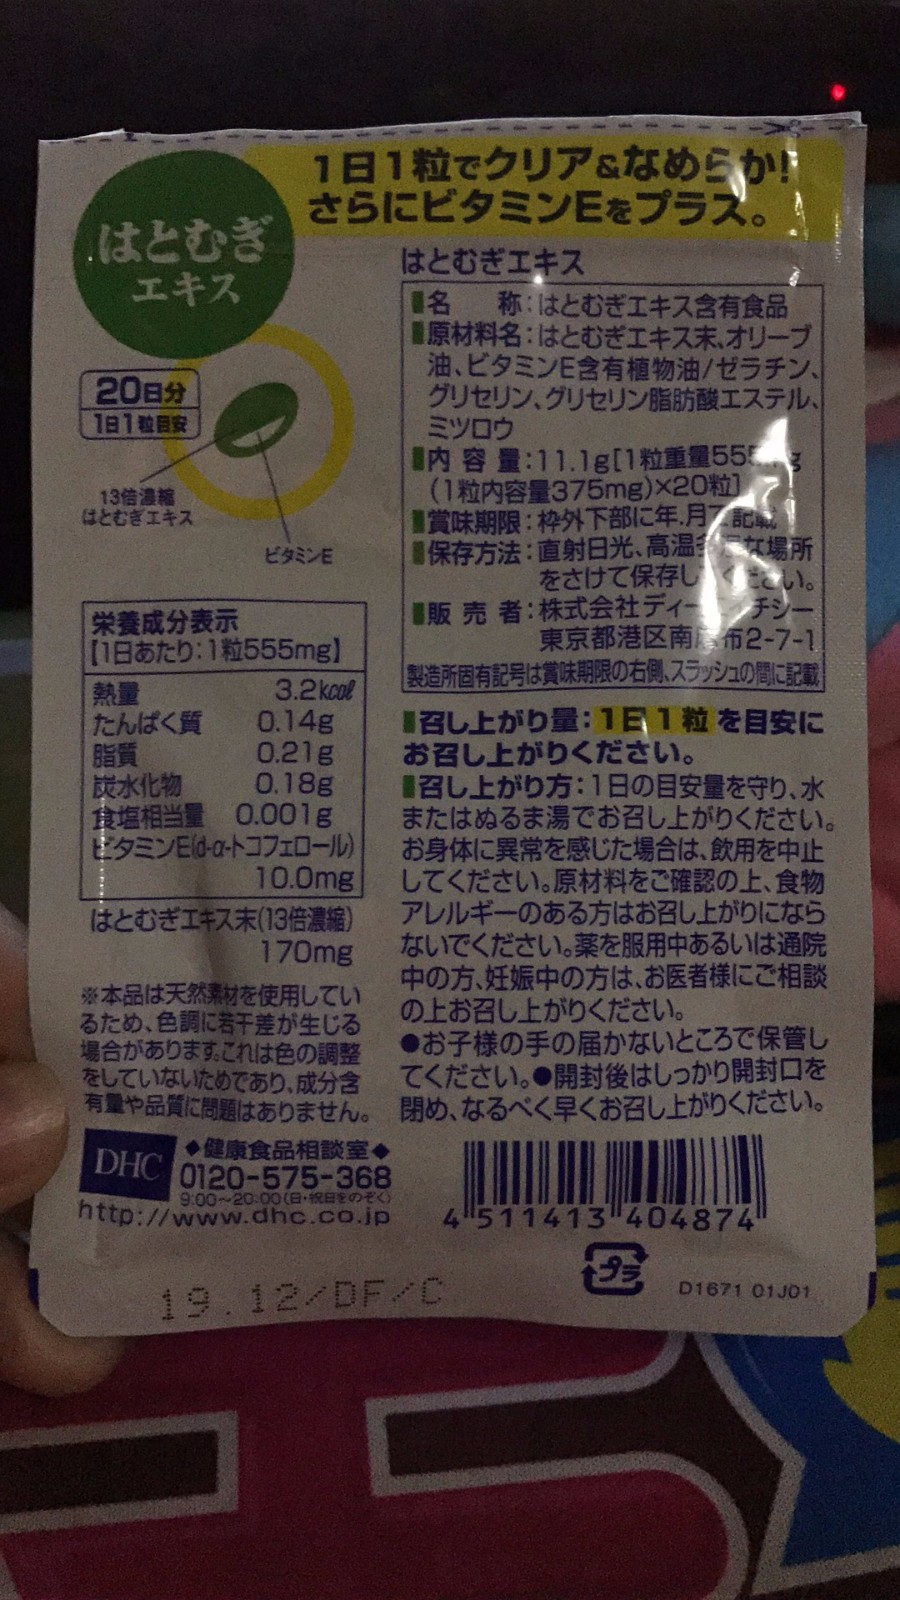 1日1粒でクリア&なめらか!
さらにビタミンEをプラス。
はとむぎ
エキス
20日分
1日1粒目安
13倍濃縮
はとむぎエキス
ビタミンE
栄養成分表示
【1日あたり:1粒555mg】
熱量 3.2kcal
たんぱく質 0.14g
脂質 0.21g
炭水化物 0.18g
食塩相当量 0.001g
ビタミンE(d-α-トコフェロール)
10.0mg
はとむぎエキス末(13倍濃縮)
170mg
※本品は天然素材を使用してい
るため、色調に若干差が生じる
場合があります。これは色の調整
をしていないためであり、成分含
有量や品質に問題はありません。
はとむぎエキス
名 称:はとむぎエキス含有食品
原材料名:はとむぎエキス末、オリーブ
油、ビタミンE含有植物油/ゼラチン、
グリセリン、グリセリン脂肪酸エステル、
ミツロウ
内容量:11.1g[1粒重量
(1粒内容量375mg)×20粒]
賞味期限:枠外下部に年.月 記載
保存方法:直射日光、高温 な場所
をさけて保存し ください。
販売者:株式会社ディー チシー
東京都港区南麻布2-7-1
製造所固有記号は賞味期限の右側、スラッシュの間に記載
召し上がり量:1日1粒を目安に
お召し上がりください。
召し上がり方:1日の目安量を守り、水
またはぬるま湯でお召し上がりください。
お身体に異常を感じた場合は、飲用を中止
してください。原材料をご確認の上、食物
アレルギーのある方はお召し上がりになら
ないでください。薬を服用中あるいは通院
中の方、妊娠中の方は、お医者様にご相談
の上お召し上がりください。
●お子様の手の届かないところで保管し
てください。●開封後はしっかり開封口を
閉め、なるべく早くお召し上がりください。
DHC
◆健康食品相談室◆
0120-575-368
9:00～20:00(日・祝日をのぞく)
http://www.dhc.co.jp
4 511413 404874
プラ
D1671 01J01
19.12/DF/C